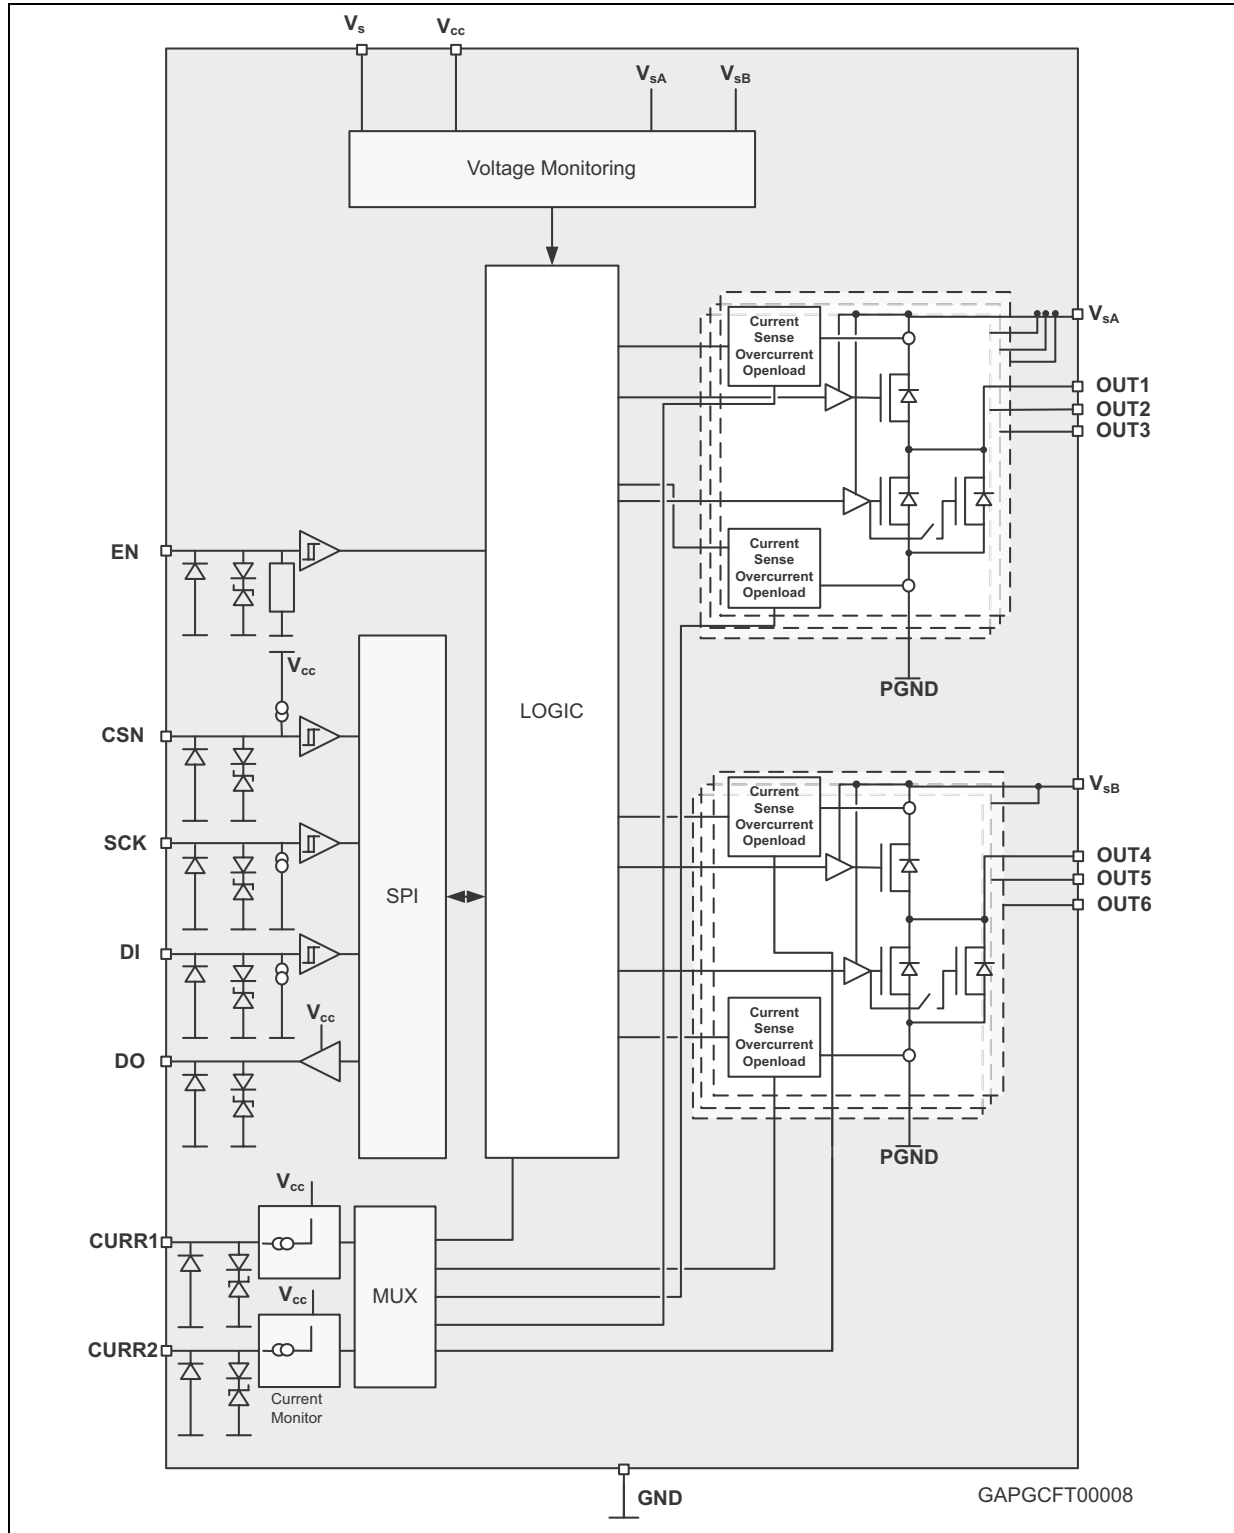 Vs
Vcc
VsA
VsB
Voltage Monitoring
Current
Sense
Overcurrent
Openload
VsA
OUT1
OUT2
OUT3
EN
Current
Sense
Overcurrent
Openload
Vcc
PGND
LOGIC
CSN
VsB
Current
Sense
Overcurrent
Openload
SCK
OUT4
OUT5
SPI
OUT6
DI
Vcc
Current
Sense
Overcurrent
Openload
DO
PGND
Vcc
CURR1
Vcc
MUX
CURR2
Current
Monitor
GND
GAPGCFT00008